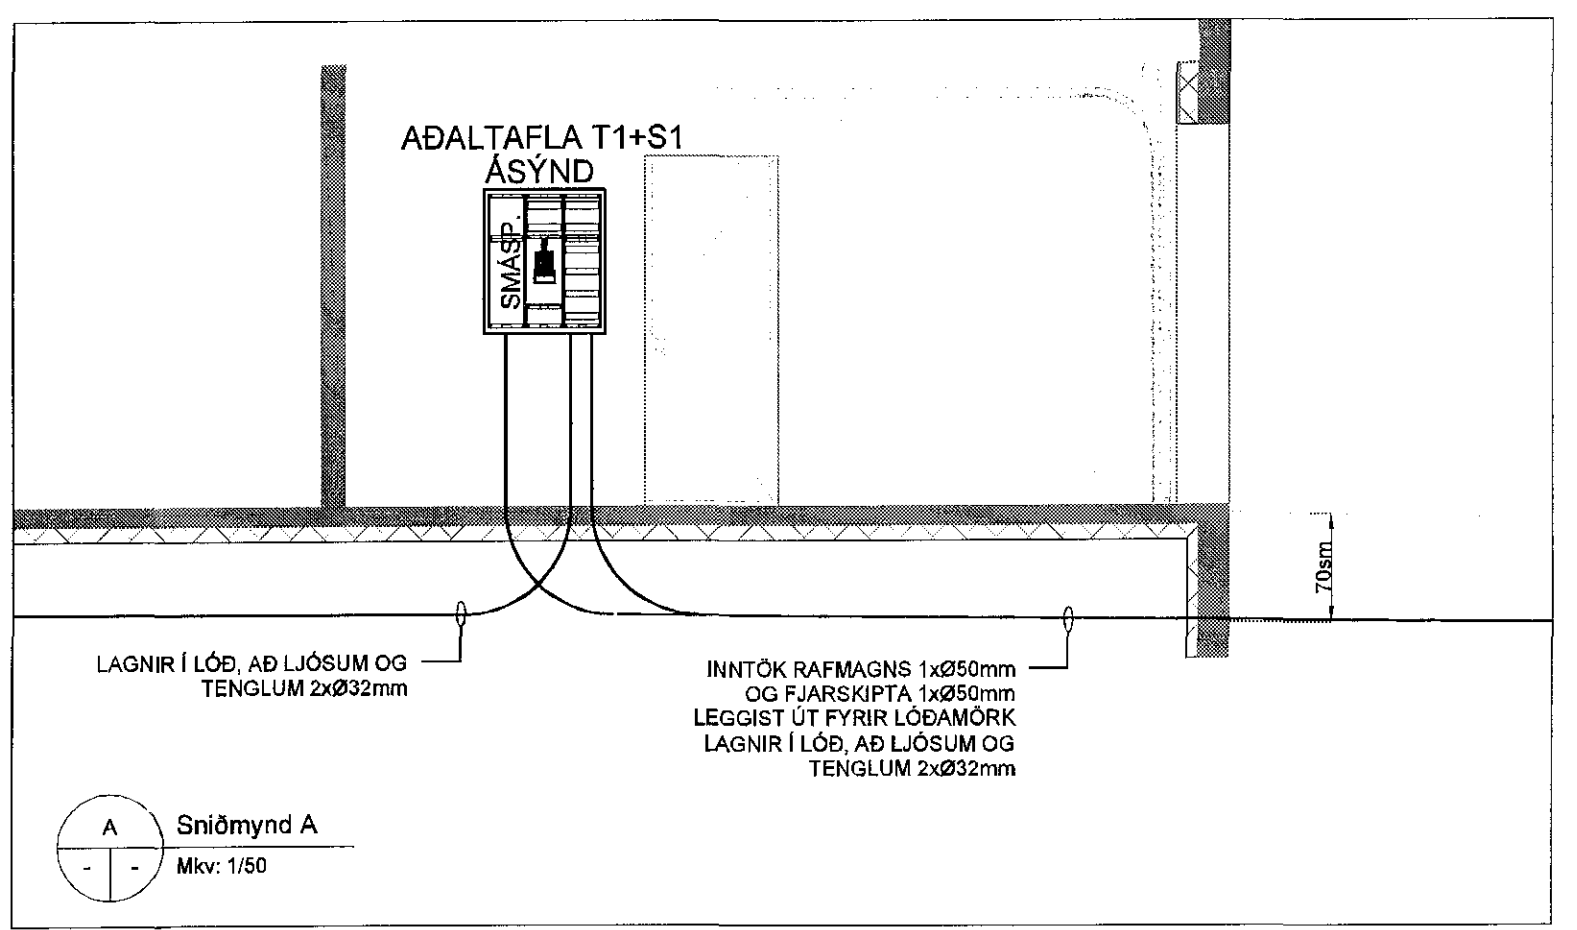 AÐALTAFLA T1+S1
ÁSÝND
SMÁSP.
70sm
LAGNIR Í LÓÐ, AÐ LJÓSUM OG
TENGLUM 2xØ32mm
INNTÖK RAFMAGNS 1xØ50mm
OG FJARSKIPTA 1xØ50mm
LEGGIST ÚT FYRIR LÓÐAMÖRK
LAGNIR Í LÓÐ, AÐ LJÓSUM OG
TENGLUM 2xØ32mm
A
- -
Sniðmynd A
Mkv: 1/50